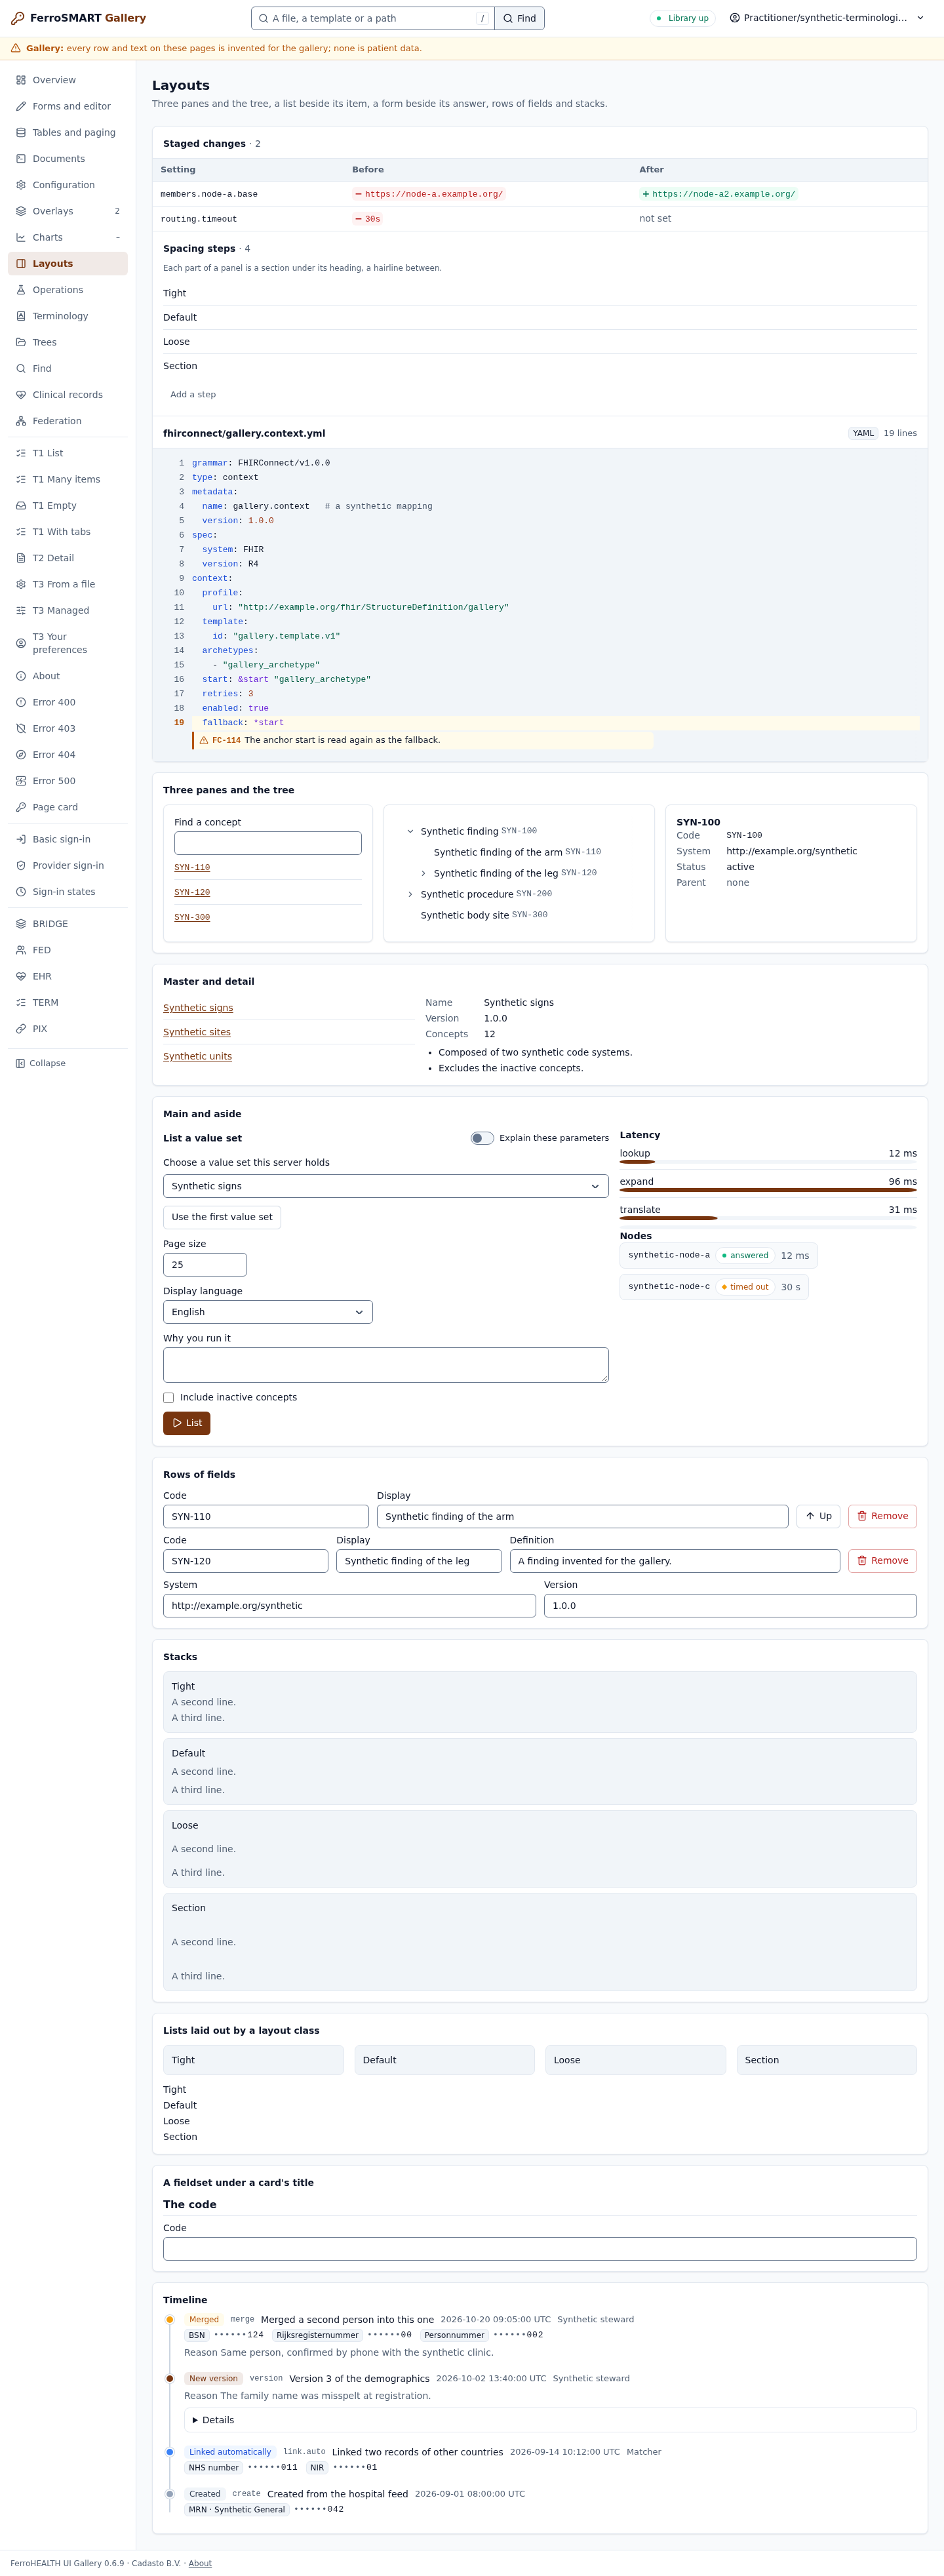 FerroSMART Gallery
A file, a template or a path
/
Find
Library up
Practitioner/synthetic-terminologi…
Gallery: every row and text on these pages is invented for the gallery; none is patient data.
Overview
Forms and editor
Tables and paging
Documents
Configuration
Overlays 2
Charts –
Layouts
Operations
Terminology
Trees
Find
Clinical records
Federation
T1 List
T1 Many items
T1 Empty
T1 With tabs
T2 Detail
T3 From a file
T3 Managed
T3 Your
preferences
About
Error 400
Error 403
Error 404
Error 500
Page card
Basic sign-in
Provider sign-in
Sign-in states
BRIDGE
FED
EHR
TERM
PIX
Collapse
Layouts
Three panes and the tree, a list beside its item, a form beside its answer, rows of fields and stacks.
Staged changes · 2
Setting Before After
members.node-a.base − https://node-a.example.org/ + https://node-a2.example.org/
routing.timeout − 30s not set
Spacing steps · 4
Each part of a panel is a section under its heading, a hairline between.
Tight
Default
Loose
Section
Add a step
fhirconnect/gallery.context.yml YAML 19 lines
1 grammar: FHIRConnect/v1.0.0
2 type: context
3 metadata:
4 name: gallery.context # a synthetic mapping
5 version: 1.0.0
6 spec:
7 system: FHIR
8 version: R4
9 context:
10 profile:
11 url: "http://example.org/fhir/StructureDefinition/gallery"
12 template:
13 id: "gallery.template.v1"
14 archetypes:
15 - "gallery_archetype"
16 start: &start "gallery_archetype"
17 retries: 3
18 enabled: true
19 fallback: *start
FC-114 The anchor start is read again as the fallback.
Three panes and the tree
Find a concept
SYN-110
SYN-120
SYN-300
Synthetic finding SYN-100
Synthetic finding of the arm SYN-110
Synthetic finding of the leg SYN-120
Synthetic procedure SYN-200
Synthetic body site SYN-300
SYN-100
Code SYN-100
System http://example.org/synthetic
Status active
Parent none
Master and detail
Synthetic signs
Synthetic sites
Synthetic units
Name Synthetic signs
Version 1.0.0
Concepts 12
• Composed of two synthetic code systems.
• Excludes the inactive concepts.
Main and aside
List a value set Explain these parameters
Choose a value set this server holds
Synthetic signs
Use the first value set
Page size
25
Display language
English
Why you run it
Include inactive concepts
List
Latency
lookup 12 ms
expand 96 ms
translate 31 ms
Nodes
synthetic-node-a answered 12 ms
synthetic-node-c timed out 30 s
Rows of fields
Code Display
SYN-110 Synthetic finding of the arm Up Remove
Code Display Definition
SYN-120 Synthetic finding of the leg A finding invented for the gallery. Remove
System Version
http://example.org/synthetic 1.0.0
Stacks
Tight
A second line.
A third line.
Default
A second line.
A third line.
Loose
A second line.
A third line.
Section
A second line.
A third line.
Lists laid out by a layout class
Tight Default Loose Section
Tight
Default
Loose
Section
A fieldset under a card's title
The code
Code
Timeline
Merged merge Merged a second person into this one 2026-10-20 09:05:00 UTC Synthetic steward
BSN ••••••124 Rijksregisternummer ••••••00 Personnummer ••••••002
Reason Same person, confirmed by phone with the synthetic clinic.
New version version Version 3 of the demographics 2026-10-02 13:40:00 UTC Synthetic steward
Reason The family name was misspelt at registration.
Details
Linked automatically link.auto Linked two records of other countries 2026-09-14 10:12:00 UTC Matcher
NHS number ••••••011 NIR ••••••01
Created create Created from the hospital feed 2026-09-01 08:00:00 UTC
MRN · Synthetic General ••••••042
FerroHEALTH UI Gallery 0.6.9 · Cadasto B.V. · About